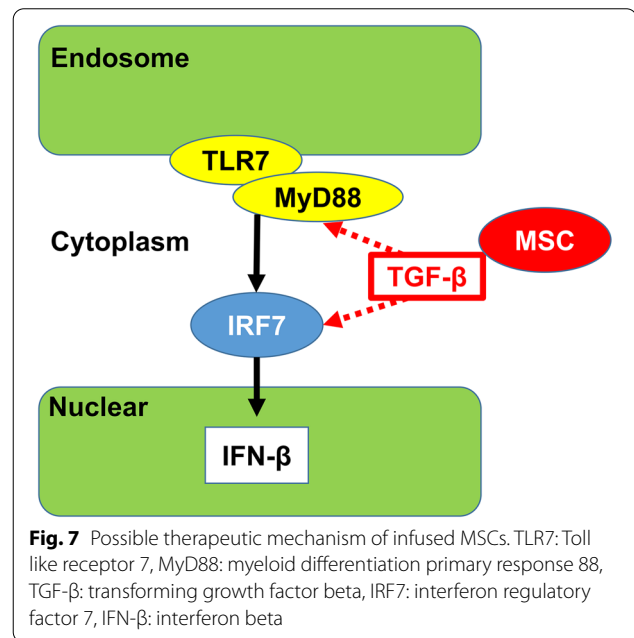 Endosome
TLR7
MyD88
Cytoplasm
MSC
TGF-β
IRF7
Nuclear
IFN-β
Fig. 7 Possible therapeutic mechanism of infused MSCs. TLR7: Toll
like receptor 7, MyD88: myeloid differentiation primary response 88,
TGF-β: transforming growth factor beta, IRF7: interferon regulatory
factor 7, IFN-β: interferon beta